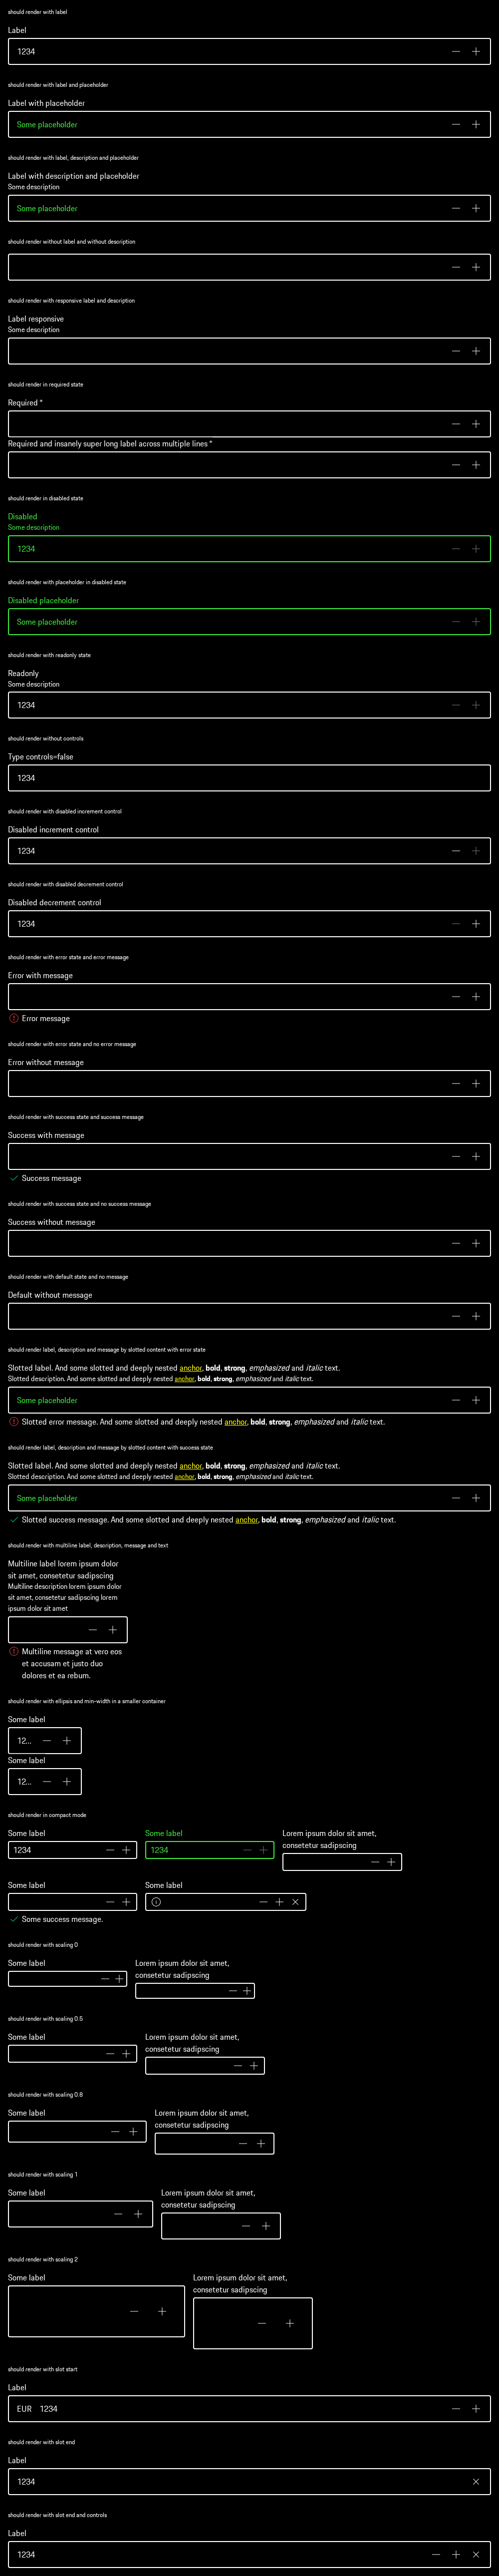 should render with label
Label
1234
should render with label and placeholder
Label with placeholder
Some placeholder
should render with label, description and placeholder
Label with description and placeholder
Some description
Some placeholder
should render without label and without description
should render with responsive label and description
Label responsive
Some description
should render in required state
Required *
Required and insanely super long label across multiple lines *
should render in disabled state
Disabled
Some description
1234
should render with placeholder in disabled state
Disabled placeholder
Some placeholder
should render with readonly state
Readonly
Some description
1234
should render without controls
Type controls=false
1234
should render with disabled increment control
Disabled increment control
1234
should render with disabled decrement control
Disabled decrement control
1234
should render with error state and error message
Error with message
Error message
should render with error state and no error message
Error without message
should render with success state and success message
Success with message
Success message
should render with success state and no success message
Success without message
should render with default state and no message
Default without message
should render label, description and message by slotted content with error state
Slotted label. And some slotted and deeply nested anchor, bold, strong, emphasized and italic text.
Slotted description. And some slotted and deeply nested anchor, bold, strong, emphasized and italic text.
Some placeholder
Slotted error message. And some slotted and deeply nested anchor, bold, strong, emphasized and italic text.
should render label, description and message by slotted content with success state
Slotted label. And some slotted and deeply nested anchor, bold, strong, emphasized and italic text.
Slotted description. And some slotted and deeply nested anchor, bold, strong, emphasized and italic text.
Some placeholder
Slotted success message. And some slotted and deeply nested anchor, bold, strong, emphasized and italic text.
should render with multiline label, description, message and text
Multiline label lorem ipsum dolor
sit amet, consetetur sadipscing
Multiline description lorem ipsum dolor
sit amet, consetetur sadipscing lorem
ipsum dolor sit amet
Multiline message at vero eos
et accusam et justo duo
dolores et ea rebum.
should render with ellipsis and min-width in a smaller container
Some label
12...
Some label
12...
should render in compact mode
Some label
1234
Some label
1234
Lorem ipsum dolor sit amet,
consetetur sadipscing
Some label
Some success message.
Some label
should render with scaling 0
Some label
Lorem ipsum dolor sit amet,
consetetur sadipscing
should render with scaling 0.5
Some label
Lorem ipsum dolor sit amet,
consetetur sadipscing
should render with scaling 0.8
Some label
Lorem ipsum dolor sit amet,
consetetur sadipscing
should render with scaling 1
Some label
Lorem ipsum dolor sit amet,
consetetur sadipscing
should render with scaling 2
Some label
Lorem ipsum dolor sit amet,
consetetur sadipscing
should render with slot start
Label
EUR 1234
should render with slot end
Label
1234
should render with slot end and controls
Label
1234